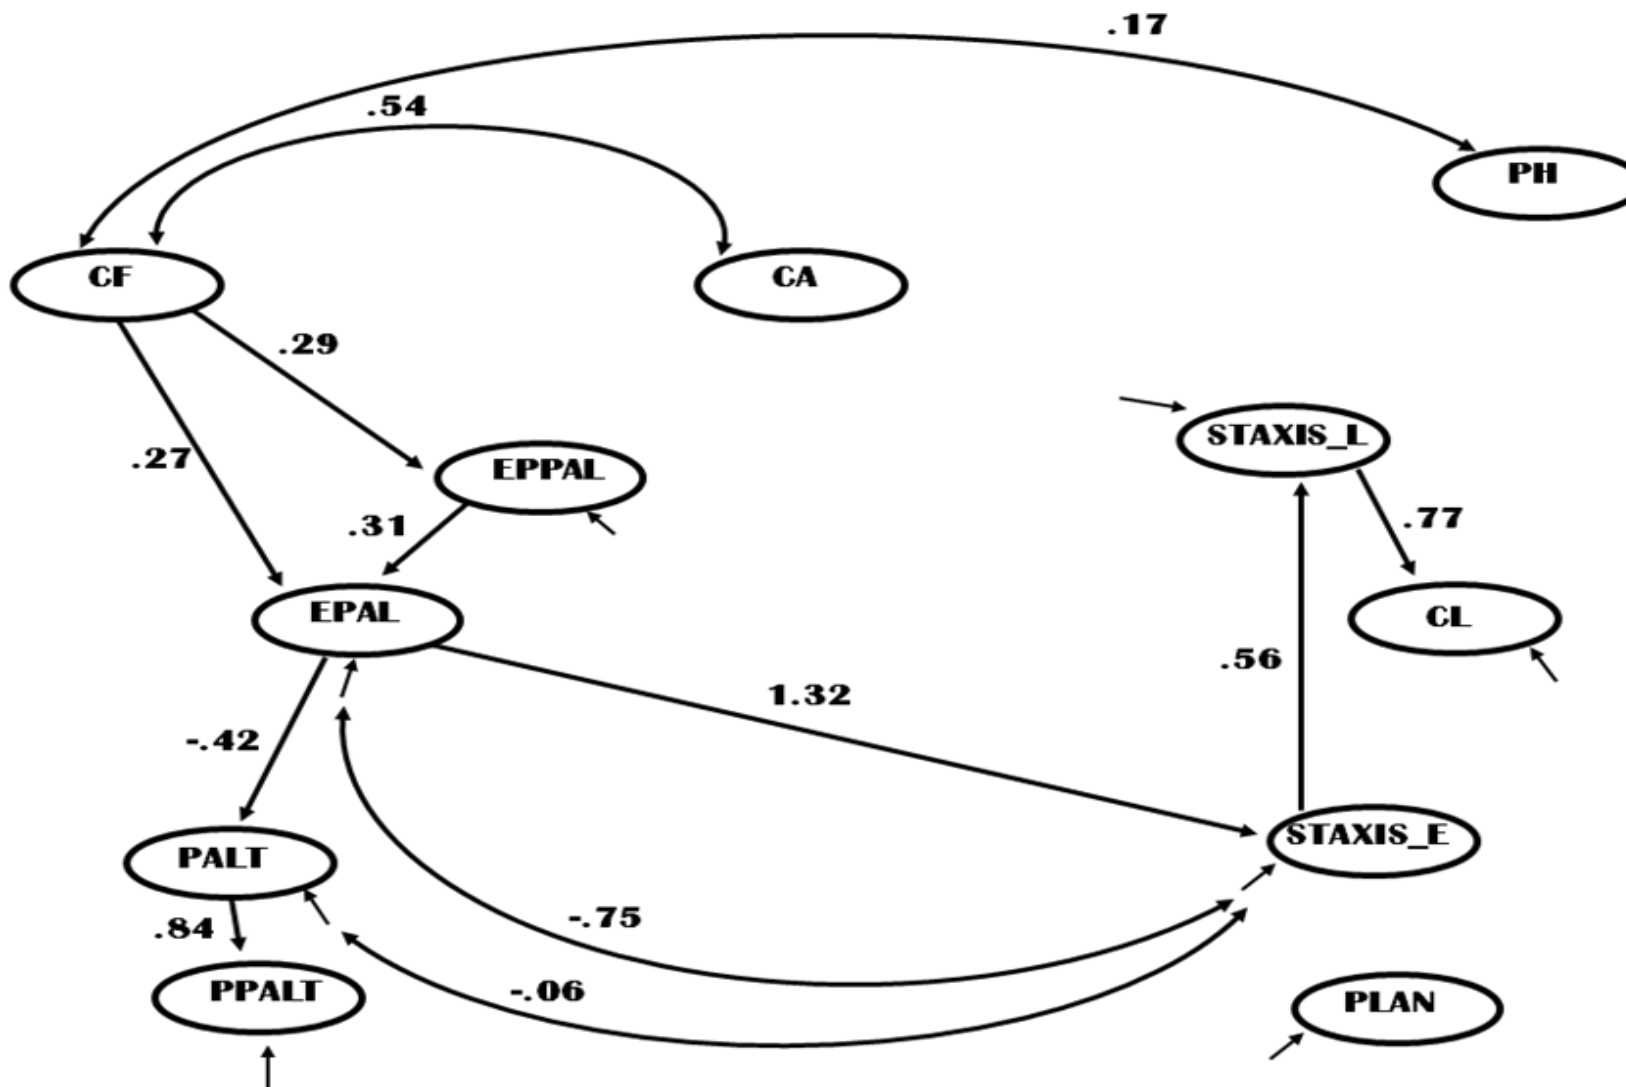 .17
.54
PH
CF
CA
.29
STAXIS_L
.27
EPPAL
.77
.31
EPAL
CL
.56
1.32
-.42
STAXIS_E
PALT
.84
-.75
PPALT
-.06
PLAN